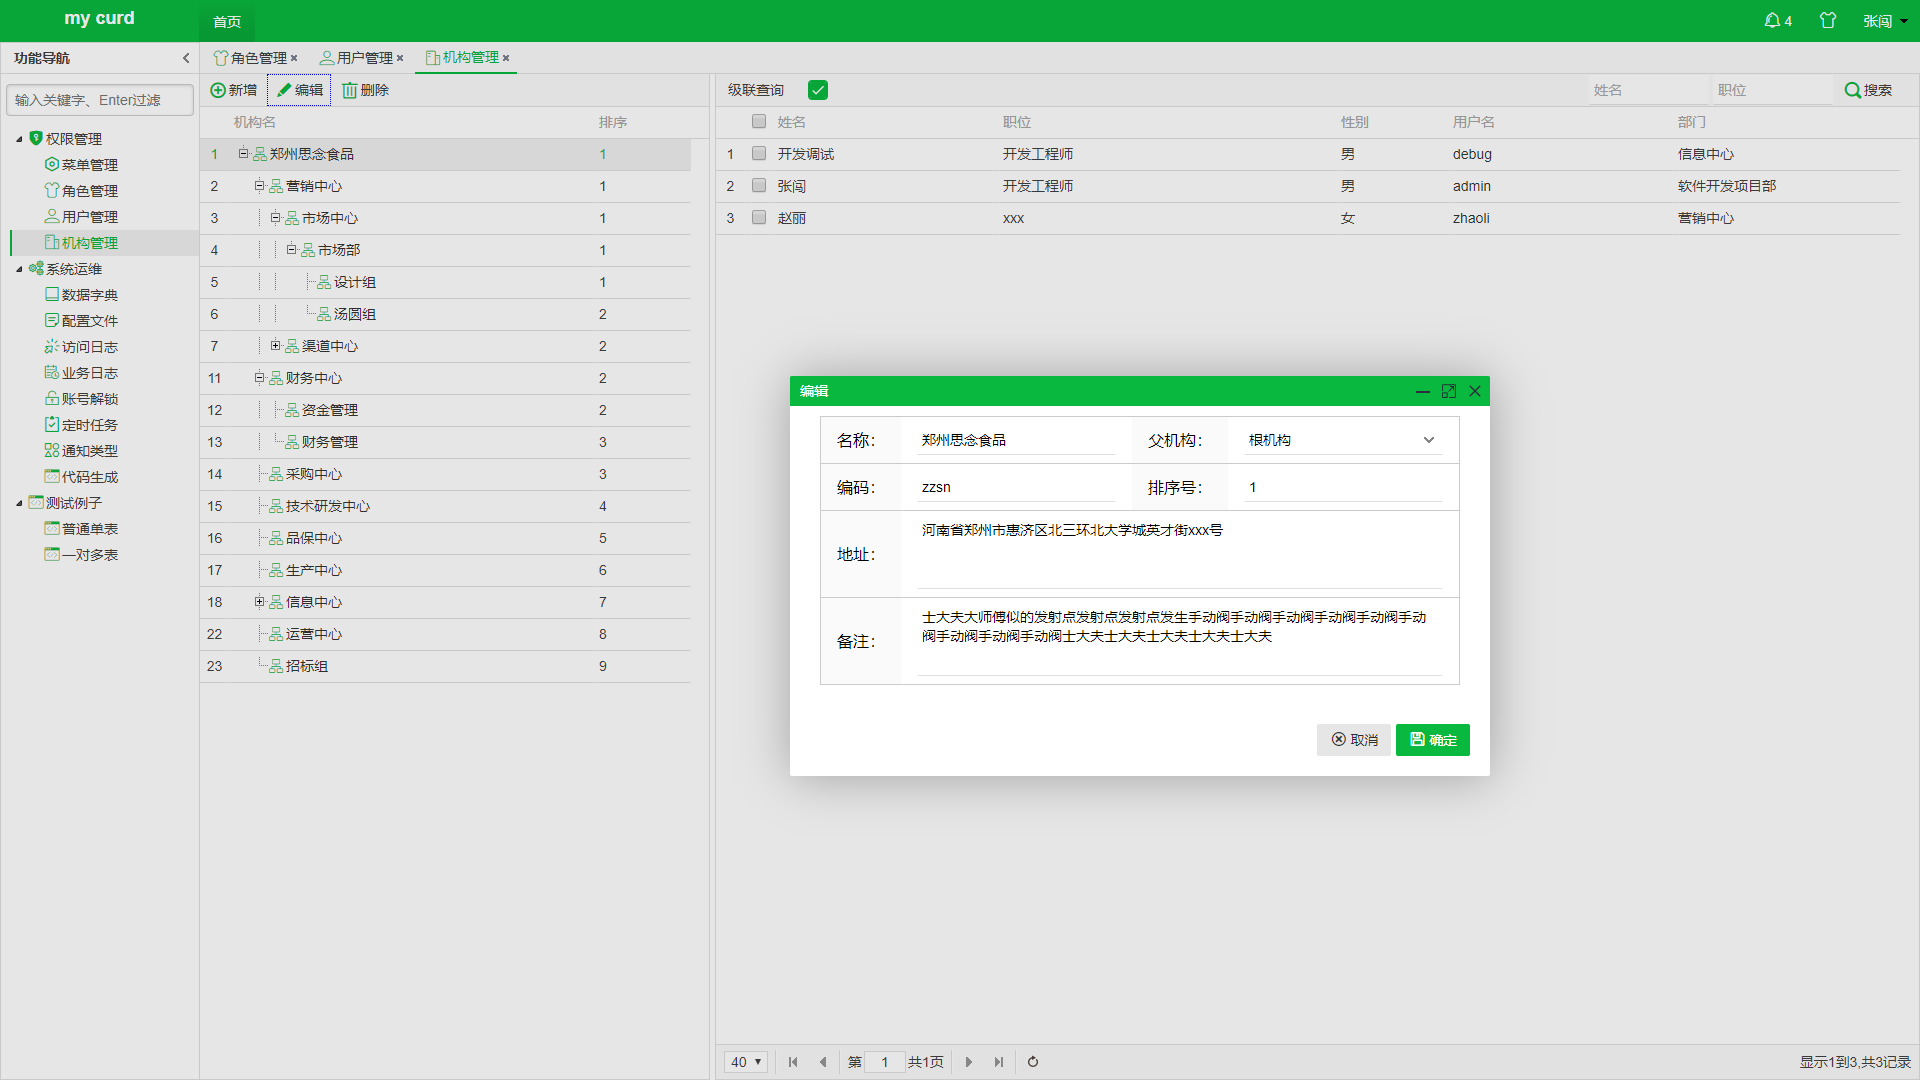 my curd
首页
4
张闯
功能导航
角色管理
用户管理
机构管理
输入关键字、Enter过滤
权限管理
菜单管理
角色管理
用户管理
机构管理
系统运维
数据字典
配置文件
访问日志
业务日志
账号解锁
定时任务
通知类型
代码生成
测试例子
普通单表
一对多表
新增 编辑 删除
机构名 排序
1 郑州思念食品 1
2 营销中心 1
3 市场中心 1
4 市场部 1
5 设计组 1
6 汤圆组 2
7 渠道中心 2
11 财务中心 2
12 资金管理 2
13 财务管理 3
14 采购中心 3
15 技术研发中心 4
16 品保中心 5
17 生产中心 6
18 信息中心 7
22 运营中心 8
23 招标组 9
级联查询 姓名 职位 搜索
姓名 职位 性别 用户名 部门
1 开发调试 开发工程师 男 debug 信息中心
2 张闯 开发工程师 男 admin 软件开发项目部
3 赵丽 xxx 女 zhaoli 营销中心
编辑
名称: 郑州思念食品 父机构: 根机构
编码: zzsn 排序号: 1
地址: 河南省郑州市惠济区北三环北大学城英才街xxx号
备注: 士大夫大师傅似的发射点发射点发射点发生手动阀手动阀手动阀手动阀手动阀手动
阀手动阀手动阀手动阀士大夫士大夫士大夫士大夫士大夫
取消 确定
40 第 1 共1页 显示1到3,共3记录